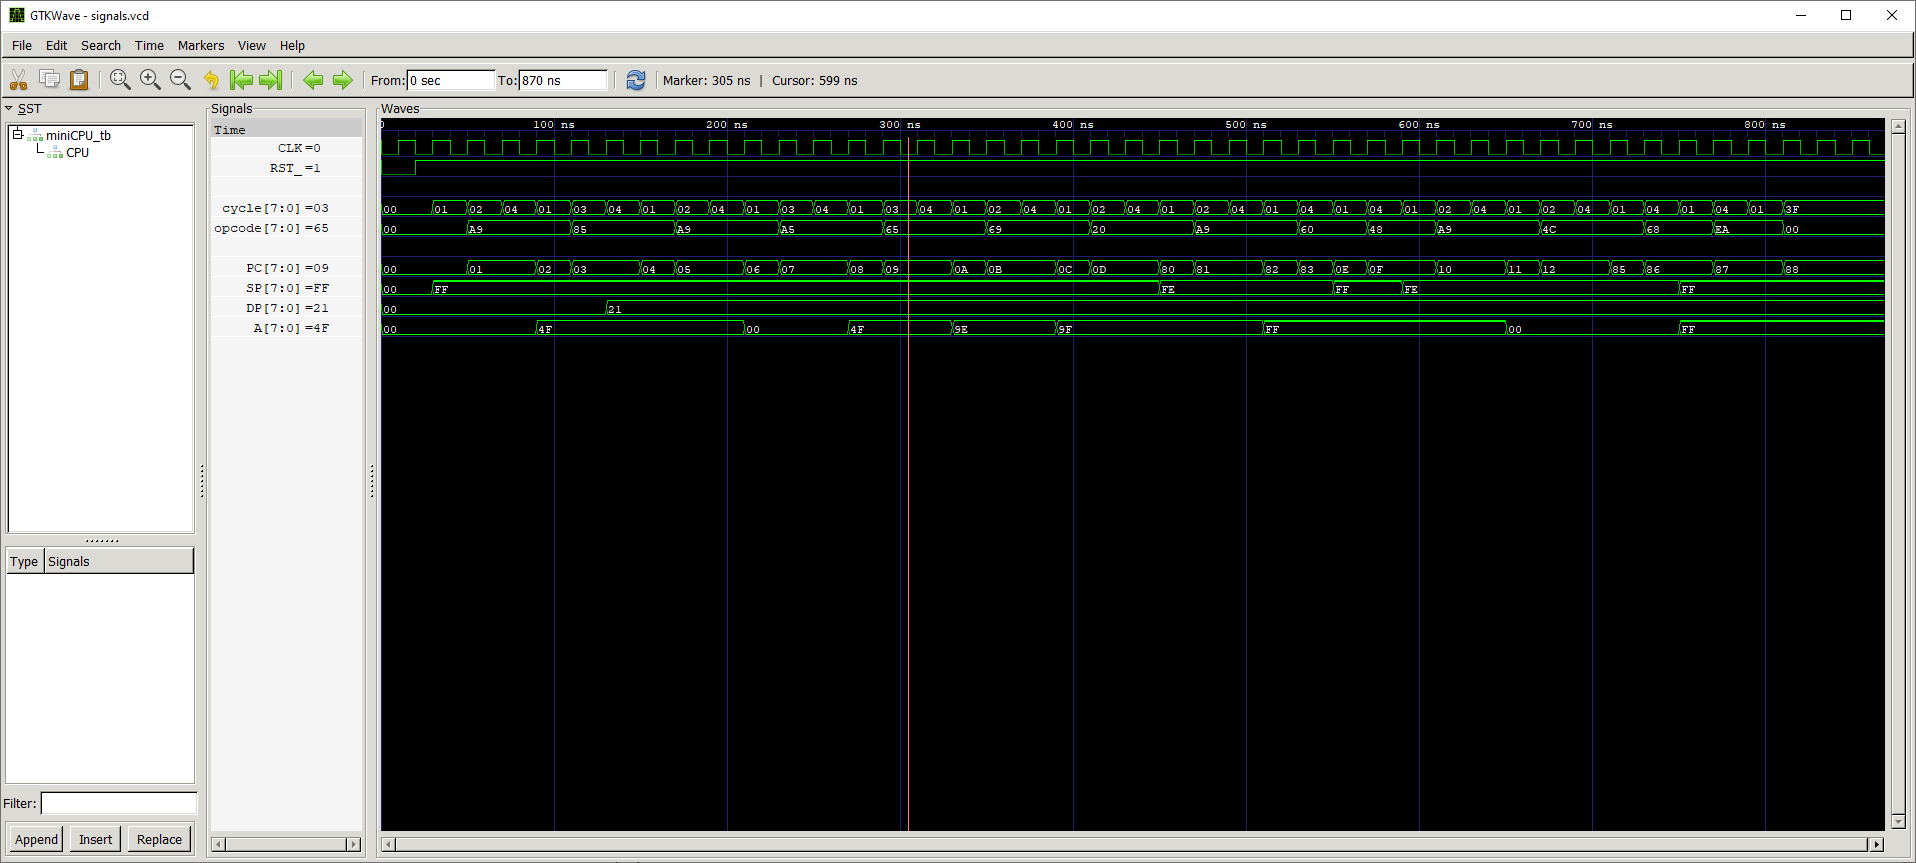 GTKWave - signals.vcd
File Edit Search Time Markers View Help
From: 0 sec To: 870 ns Marker: 305 ns | Cursor: 599 ns
SST
miniCPU_tb
CPU
Type Signals
Filter:
Append Insert Replace
Signals
Time
CLK=0
RST_=1
cycle[7:0]=03
opcode[7:0]=65
PC[7:0]=09
SP[7:0]=FF
DP[7:0]=21
A[7:0]=4F
Waves
0 100 ns 200 ns 300 ns 400 ns 500 ns 600 ns 700 ns 800 ns
00 01 02 04 01 03 04 01 02 04 01 03 04 01 03 04 01 02 04 01 02 04 01 02 04 01 04 01 04 01 02 04 01 02 04 01 04 01 04 01 3F
00 A9 85 A9 A5 65 69 20 A9 60 48 A9 4C 68 EA 00
00 01 02 03 04 05 06 07 08 09 0A 0B 0C 0D 80 81 82 83 0E 0F 10 11 12 85 86 87 88
00 FF FE FF FE FF
00 21
00 4F 00 4F 9E 9F FF 00 FF